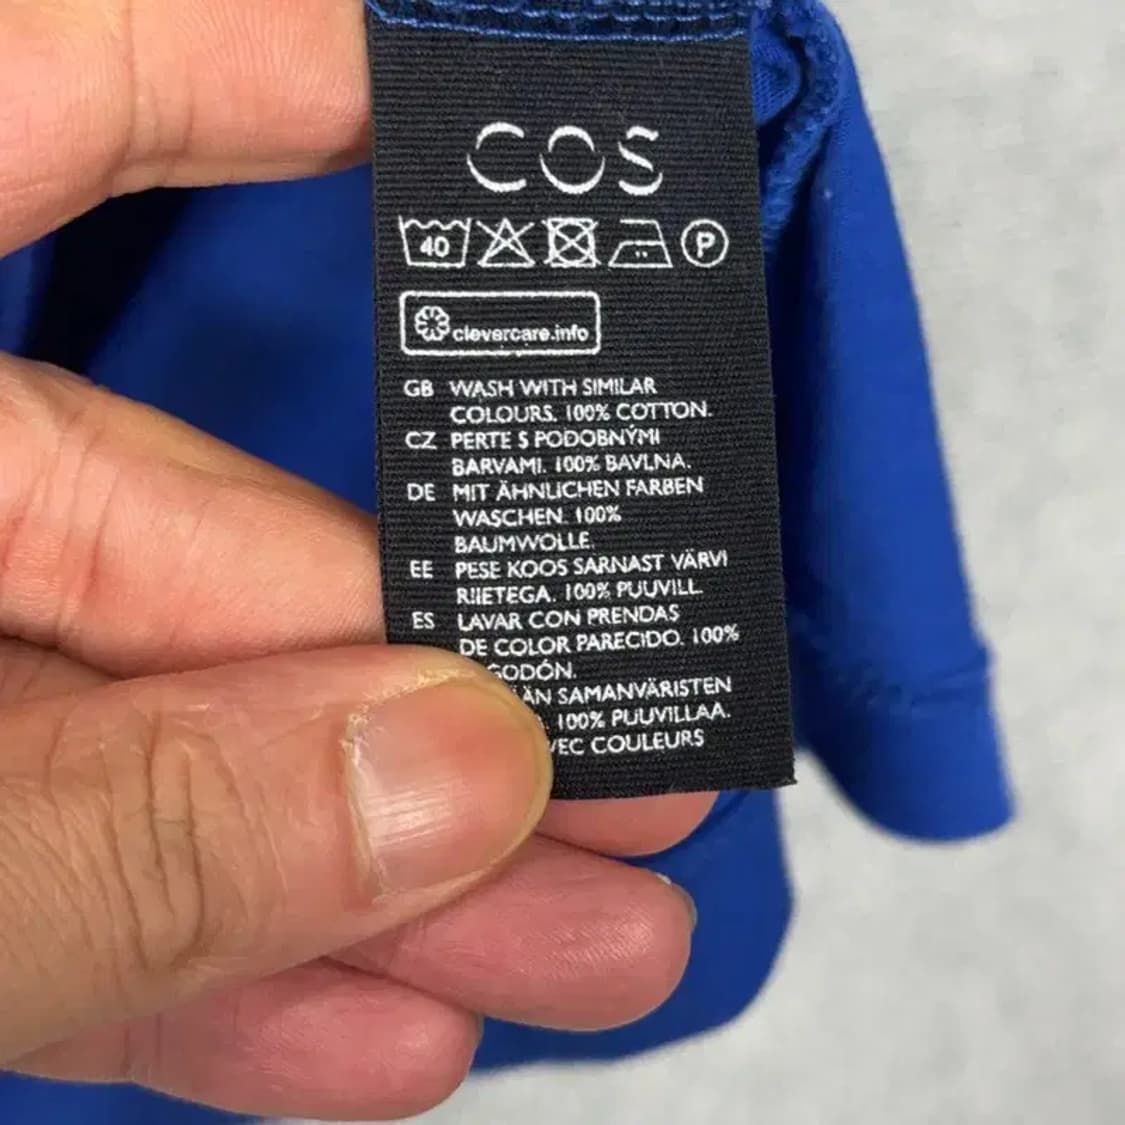 COS
40 P
clevercare.info
GB WASH WITH SIMILAR
COLOURS. 100% COTTON.
CZ PERTE S PODOBNÝMI
BARVAMI. 100% BAVLNA.
DE MIT ÄHNLICHEN FARBEN
WASCHEN. 100%
BAUMWOLLE.
EE PESE KOOS SARNAST VÄRVI
RIIETEGA. 100% PUUVILL.
ES LAVAR CON PRENDAS
DE COLOR PARECIDO. 100%
SAMANVÄRISTEN
100% PUUVILLAA.
COULEURS